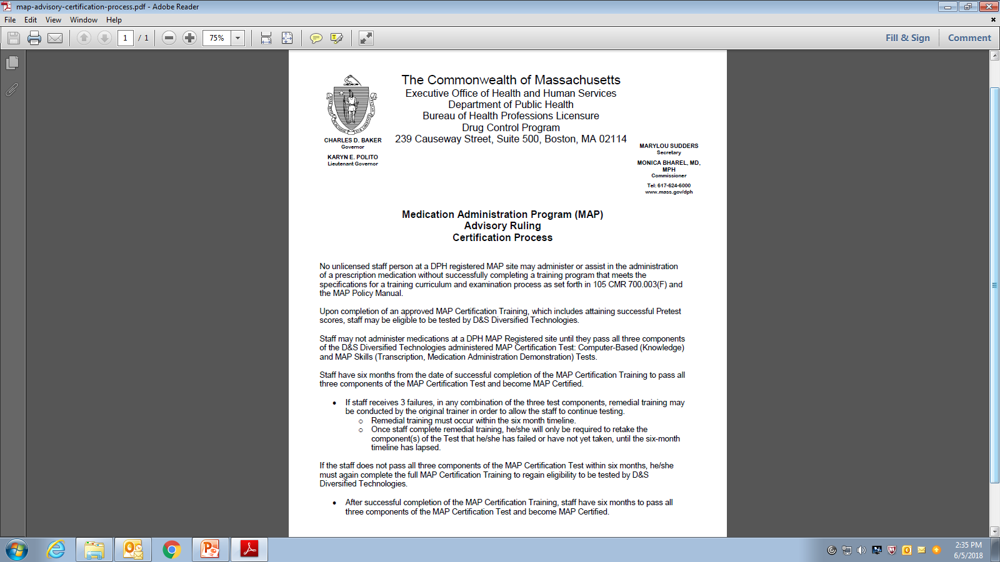 map-advisory-certification-process.pdf - Adobe Reader
File Edit View Window Help
1 / 1 75% Fill & Sign Comment
The Commonwealth of Massachusetts
Executive Office of Health and Human Services
Department of Public Health
Bureau of Health Professions Licensure
Drug Control Program
239 Causeway Street, Suite 500, Boston, MA 02114
CHARLES D. BAKER
Governor
KARYN E. POLITO
Lieutenant Governor
MARYLOU SUDDERS
Secretary
MONICA BHAREL, MD,
MPH
Commissioner
Tel: 617-624-6000
www.mass.gov/dph
Medication Administration Program (MAP)
Advisory Ruling
Certification Process
No unlicensed staff person at a DPH registered MAP site may administer or assist in the administration
of a prescription medication without successfully completing a training program that meets the
specifications for a training curriculum and examination process as set forth in 105 CMR 700.003(F) and
the MAP Policy Manual.
Upon completion of an approved MAP Certification Training, which includes attaining successful Pretest
scores, staff may be eligible to be tested by D&S Diversified Technologies.
Staff may not administer medications at a DPH MAP Registered site until they pass all three components
of the D&S Diversified Technologies administered MAP Certification Test: Computer-Based (Knowledge)
and MAP Skills (Transcription, Medication Administration Demonstration) Tests.
Staff have six months from the date of successful completion of the MAP Certification Training to pass all
three components of the MAP Certification Test and become MAP Certified.
• If staff receives 3 failures, in any combination of the three test components, remedial training may
be conducted by the original trainer in order to allow the staff to continue testing.
o Remedial training must occur within the six month timeline.
o Once staff complete remedial training, he/she will only be required to retake the
component(s) of the Test that he/she has failed or have not yet taken, until the six-month
timeline has lapsed.
If the staff does not pass all three components of the MAP Certification Test within six months, he/she
must again complete the full MAP Certification Training to regain eligibility to be tested by D&S
Diversified Technologies.
• After successful completion of the MAP Certification Training, staff have six months to pass all
three components of the MAP Certification Test and become MAP Certified.
2:35 PM
6/5/2018